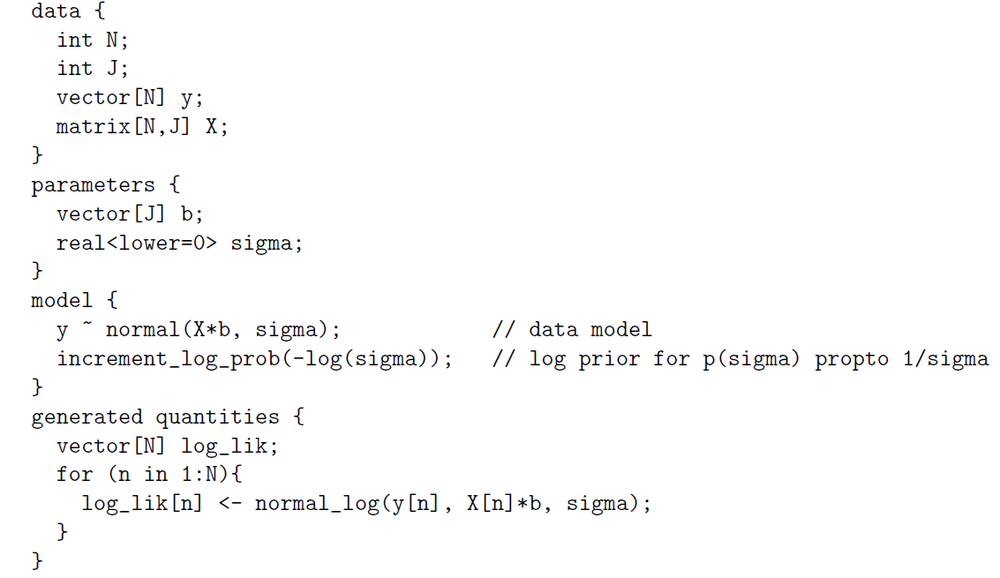 data {
  int N;
  int J;
  vector[N] y;
  matrix[N,J] X;
}
parameters {
  vector[J] b;
  real<lower=0> sigma;
}
model {
  y ~ normal(X*b, sigma);            // data model
  increment_log_prob(-log(sigma));   // log prior for p(sigma) propto 1/sigma
}
generated quantities {
  vector[N] log_lik;
  for (n in 1:N){
    log_lik[n] <- normal_log(y[n], X[n]*b, sigma);
  }
}